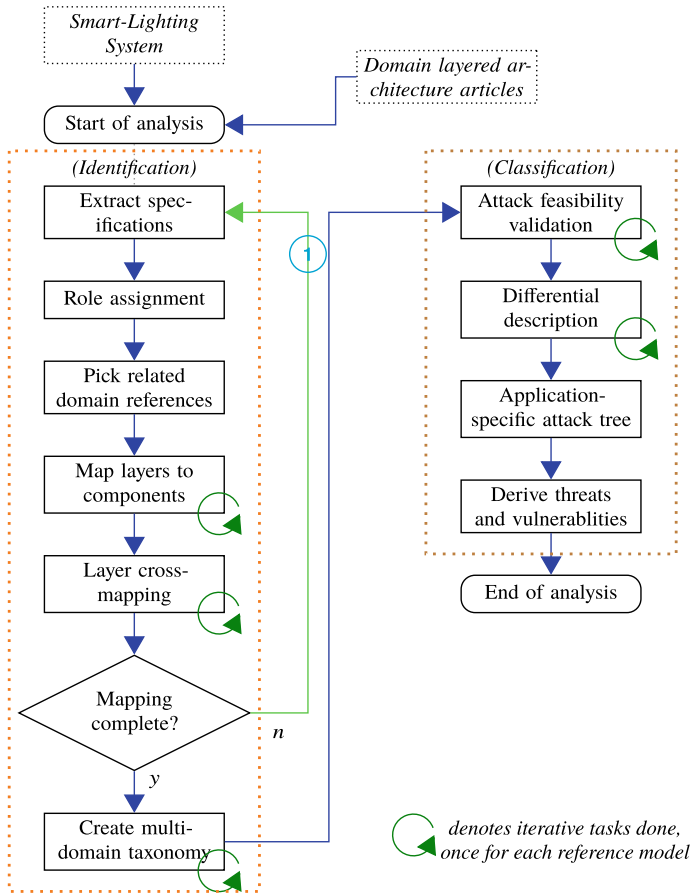 Smart-Lighting
System
Domain layered ar-
chitecture articles
Start of analysis
(Identification)
Extract spec-
ifications
Role assignment
Pick related
domain references
Map layers to
components
Layer cross-
mapping
Mapping
complete?
n
y
Create multi-
domain taxonomy
1
(Classification)
Attack feasibility
validation
Differential
description
Application-
specific attack tree
Derive threats
and vulnerablities
End of analysis
denotes iterative tasks done,
once for each reference model